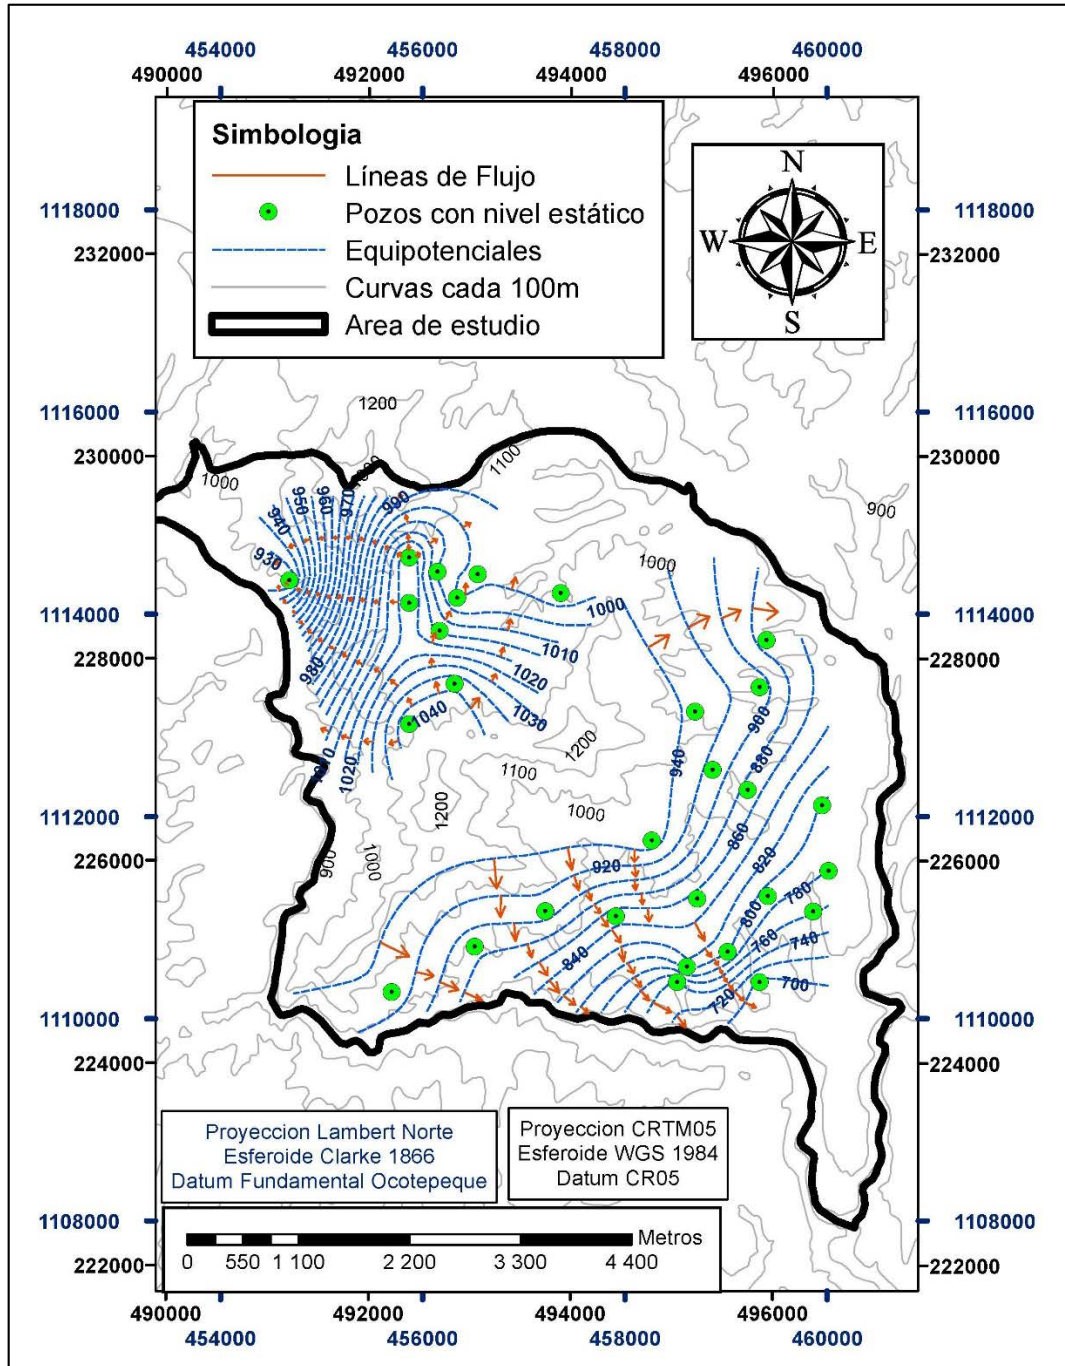 454000 456000 458000 460000
490000 492000 494000 496000
Simbologia
Líneas de Flujo
Pozos con nivel estático
Equipotenciales
Curvas cada 100m
Area de estudio
N
W E
S
1118000 1118000
232000 232000
1116000 1116000
230000 230000
1114000 1114000
228000 228000
1112000 1112000
226000 226000
1110000 1110000
224000 224000
1108000 1108000
222000 222000
1200
1100
1000
900
940
950
960
970
990
930
1000
1000
1010
980
1020
1040
1030
1020
1200
1100
1000
1200
940
900
880
860
820
900
1000
920
840
800
780
760
740
720
700
Proyeccion Lambert Norte
Esferoide Clarke 1866
Datum Fundamental Ocotepeque
Proyeccion CRTM05
Esferoide WGS 1984
Datum CR05
Metros
0 550 1 100 2 200 3 300 4 400
490000 492000 494000 496000
454000 456000 458000 460000